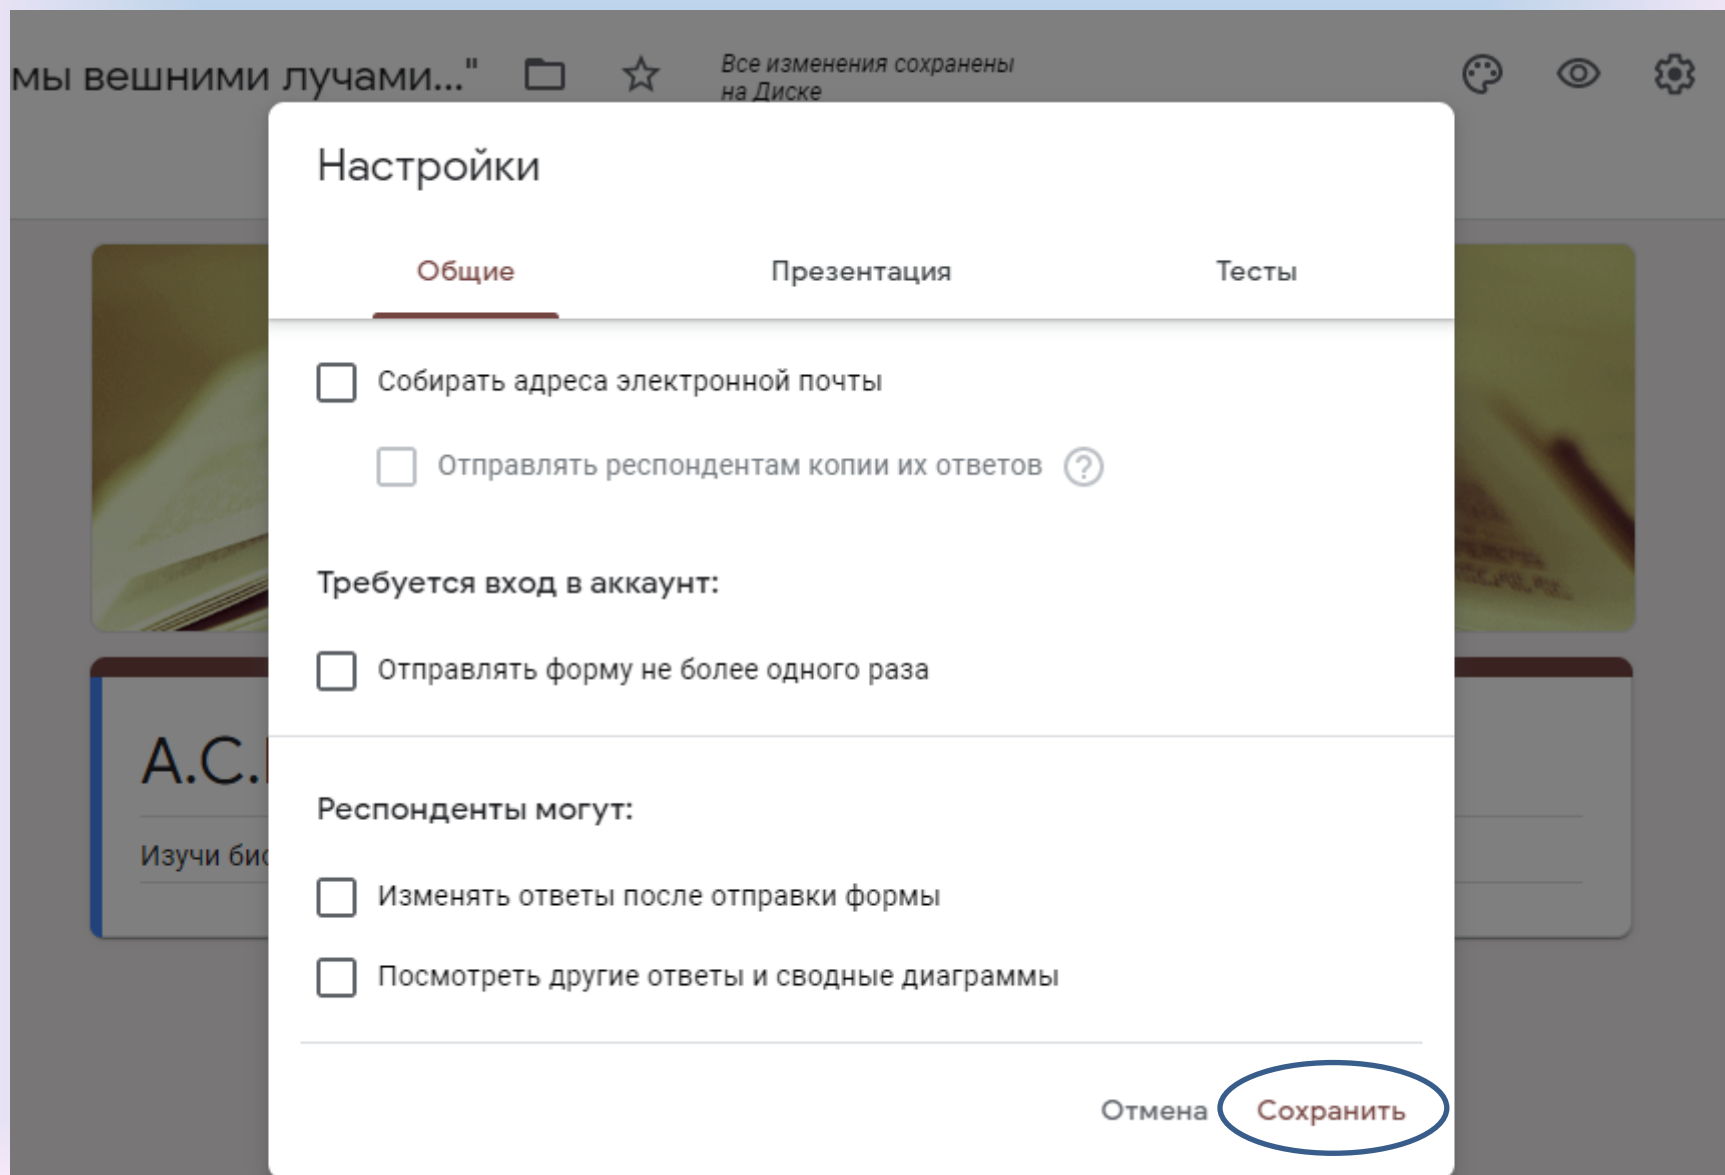 мы вешними лучами..."
Все изменения сохранены
на Диске
Настройки
Общие
Презентация
Тесты
Собирать адреса электронной почты
Отправлять респондентам копии их ответов ?
Требуется вход в аккаунт:
Отправлять форму не более одного раза
А.С.
Изучи
Респонденты могут:
Изменять ответы после отправки формы
Посмотреть другие ответы и сводные диаграммы
Отмена
Сохранить